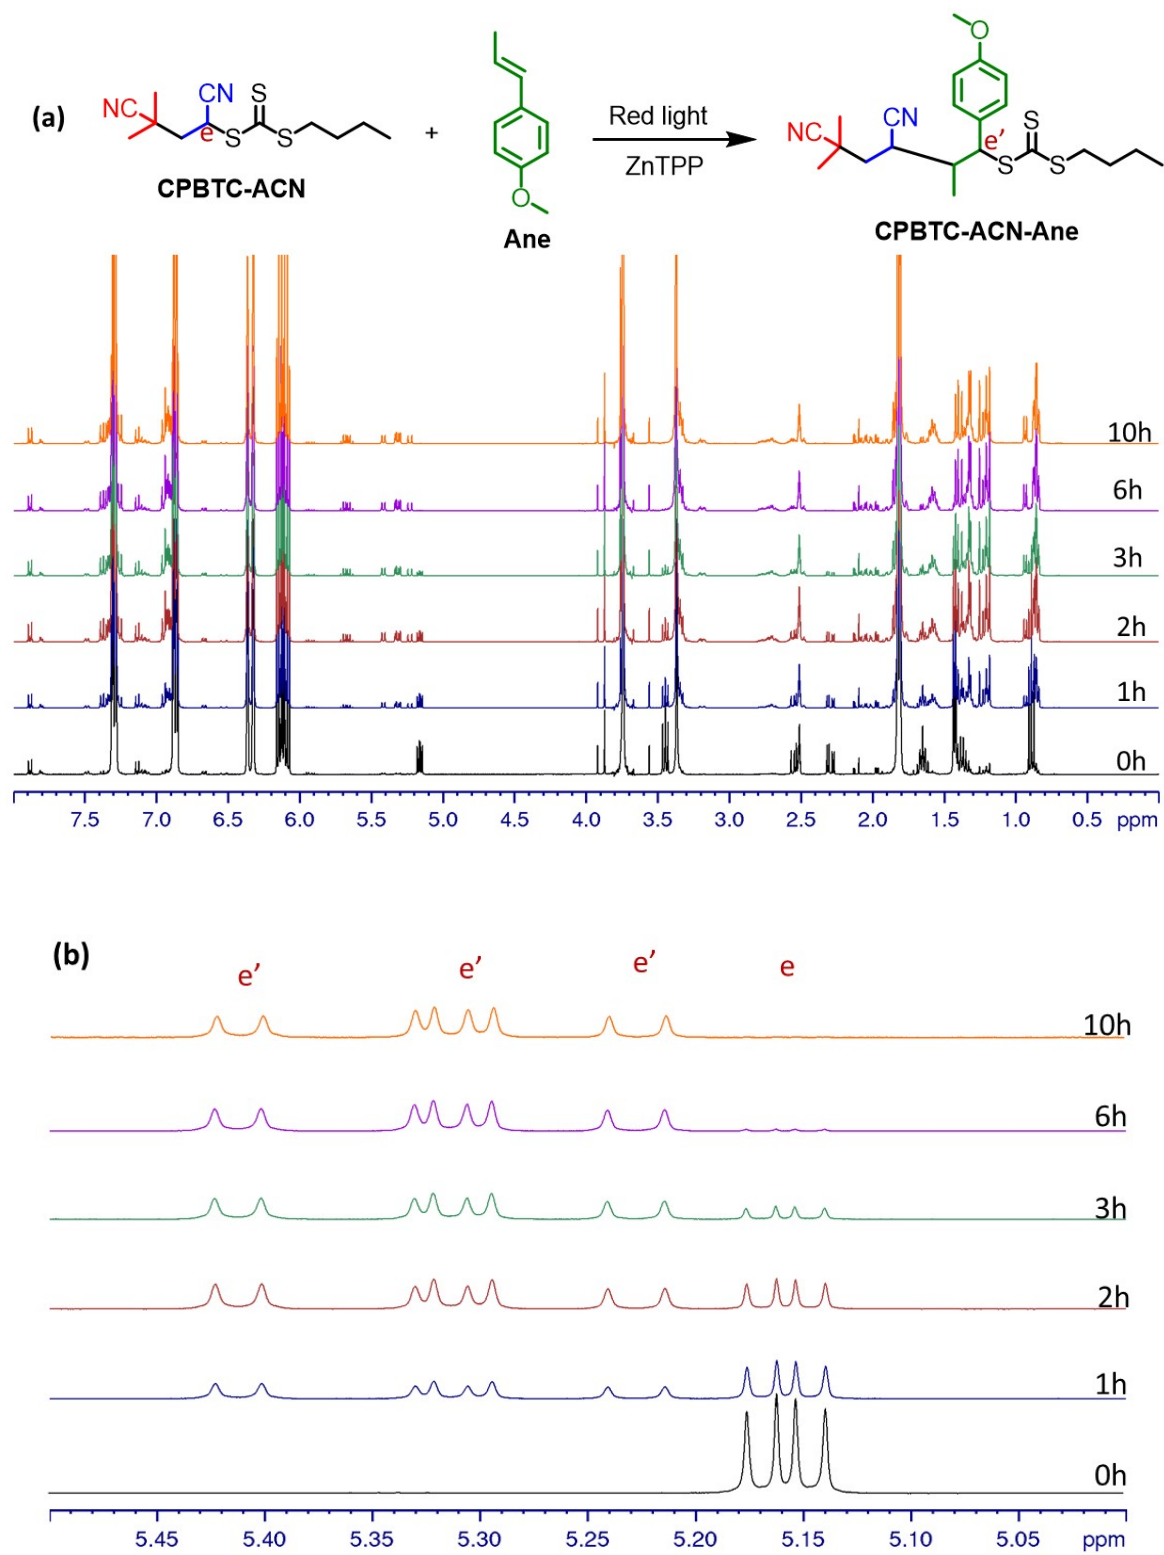 (a)
NC
CN
e
S
S
S
CPBTC-ACN
+
O
Ane
Red light
ZnTPP
O
NC
CN
e’
S
S
S
CPBTC-ACN-Ane
10h
6h
3h
2h
1h
0h
7.5 7.0 6.5 6.0 5.5 5.0 4.5 4.0 3.5 3.0 2.5 2.0 1.5 1.0 0.5 ppm
(b)
e’ e’ e’ e
10h
6h
3h
2h
1h
0h
5.45 5.40 5.35 5.30 5.25 5.20 5.15 5.10 5.05 ppm